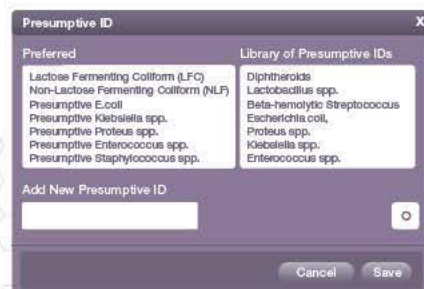 Presumptive ID X
Preferred
Lactose Fermenting Coliform (LFC)
Non-Lactose Fermenting Coliform (NLF)
Presumptive E.coli
Presumptive Klebsiella spp.
Presumptive Proteus spp.
Presumptive Enterococcus spp.
Presumptive Staphylococcus spp.
Library of Presumptive IDs
Diphtheroids
Lactobacillus spp.
Beta-hemolytic Streptococcus
Escherichia coli,
Proteus spp.
Klebsiella spp.
Enterococcus spp.
Add New Presumptive ID
Cancel Save